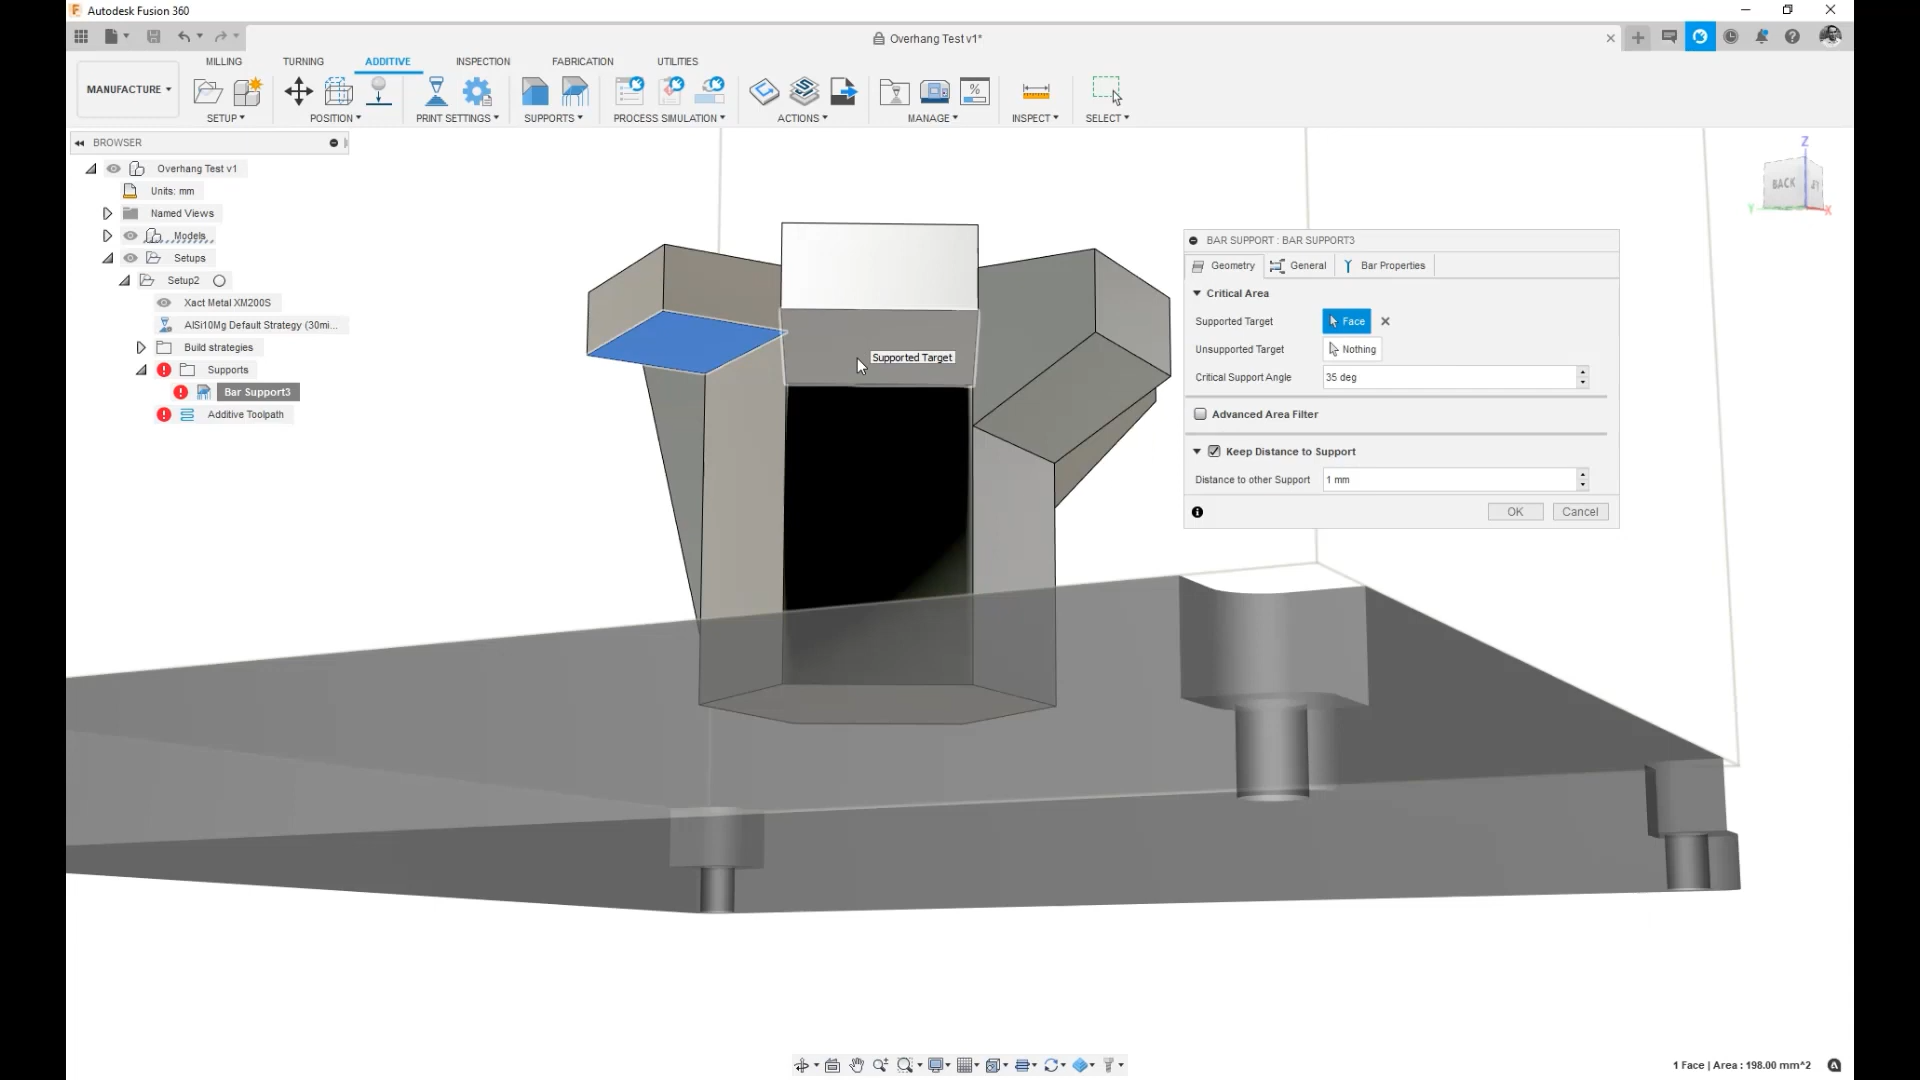 Autodesk Fusion 360
Overhang Test v1*
MILLING TURNING ADDITIVE INSPECTION FABRICATION UTILITIES
MANUFACTURE
SETUP POSITION PRINT SETTINGS SUPPORTS PROCESS SIMULATION ACTIONS MANAGE INSPECT SELECT
BROWSER
Overhang Test v1
Units: mm
Named Views
Models
Setups
Setup2
Xact Metal XM200S
AlSi10Mg Default Strategy (30mi...
Build strategies
Supports
Bar Support3
Additive Toolpath
Z
BACK
Y
X
Supported Target
BAR SUPPORT : BAR SUPPORT3
Geometry General Bar Properties
Critical Area
Supported Target Face
Unsupported Target Nothing
Critical Support Angle 35 deg
Advanced Area Filter
Keep Distance to Support
Distance to other Support 1 mm
OK Cancel
1 Face | Area : 198.00 mm^2